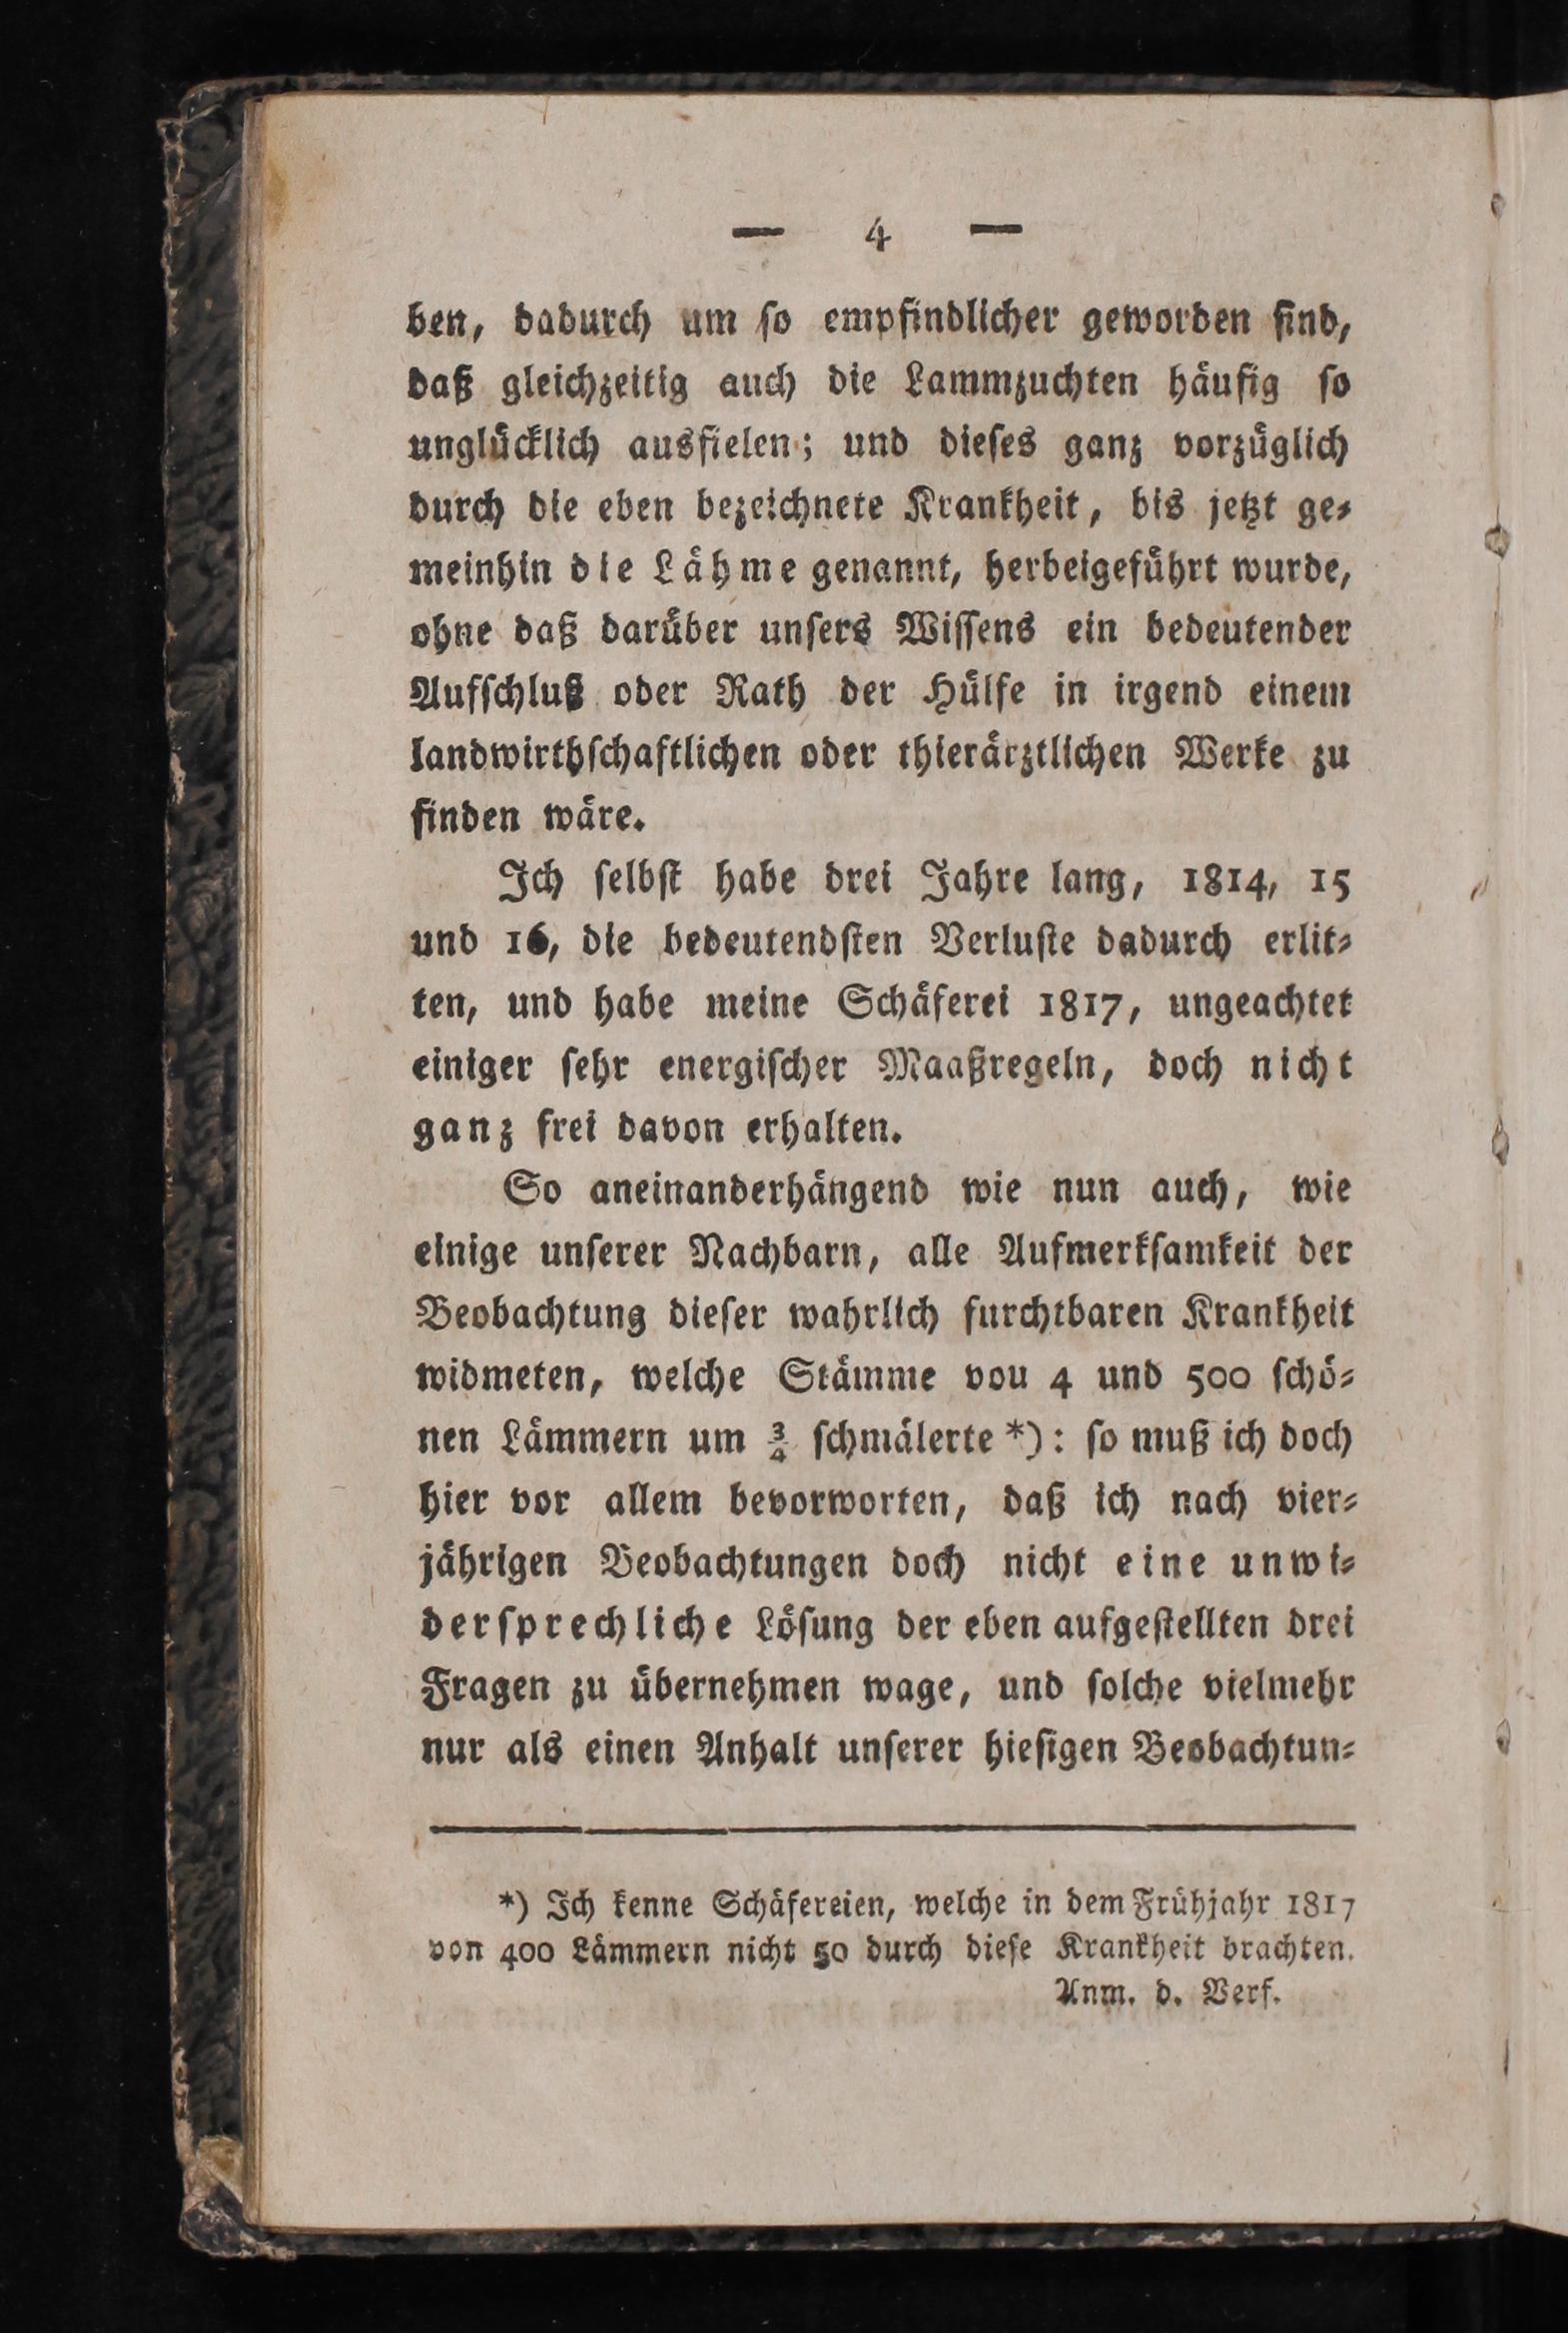 — 4 —
ben, dadurch um ſo empfindlicher geworden ſind,
daß gleichzeitig auch die Lammzuchten häufig ſo
unglücklich ausfielen; und dieſes ganz vorzüglich
durch die eben bezeichnete Krankheit, bis jetzt ge⸗
meinhin die Lähme genannt, herbeigeführt wurde,
ohne daß darüber unſers Wiſſens ein bedeutender
Aufſchluß oder Rath der Hülfe in irgend einem
landwirthſchaftlichen oder thierärztlichen Werke zu
finden wäre.
Ich ſelbſt habe drei Jahre lang, 1814, 15
und 16, die bedeutendſten Verluſte dadurch erlit⸗
ten, und habe meine Schäferei 1817, ungeachtet
einiger ſehr energiſcher Maaßregeln, doch nicht
ganz frei davon erhalten.
So aneinanderhängend wie nun auch, wie
einige unſerer Nachbarn, alle Aufmerkſamkeit der
Beobachtung dieſer wahrlich furchtbaren Krankheit
widmeten, welche Stämme vou 4 und 500 ſchö⸗
nen Lämmern um ¾ ſchmälerte *): ſo muß ich doch
hier vor allem bevorworten, daß ich nach vier⸗
jährigen Beobachtungen doch nicht eine unwi⸗
derſprechliche Löſung der eben aufgeſtellten drei
Fragen zu übernehmen wage, und ſolche vielmehr
nur als einen Anhalt unſerer hieſigen Beobachtun⸗
*) Ich kenne Schäfereien, welche in dem Frühjahr 1817
von 400 Lämmern nicht 50 durch dieſe Krankheit brachten.
Anm. d. Verf.